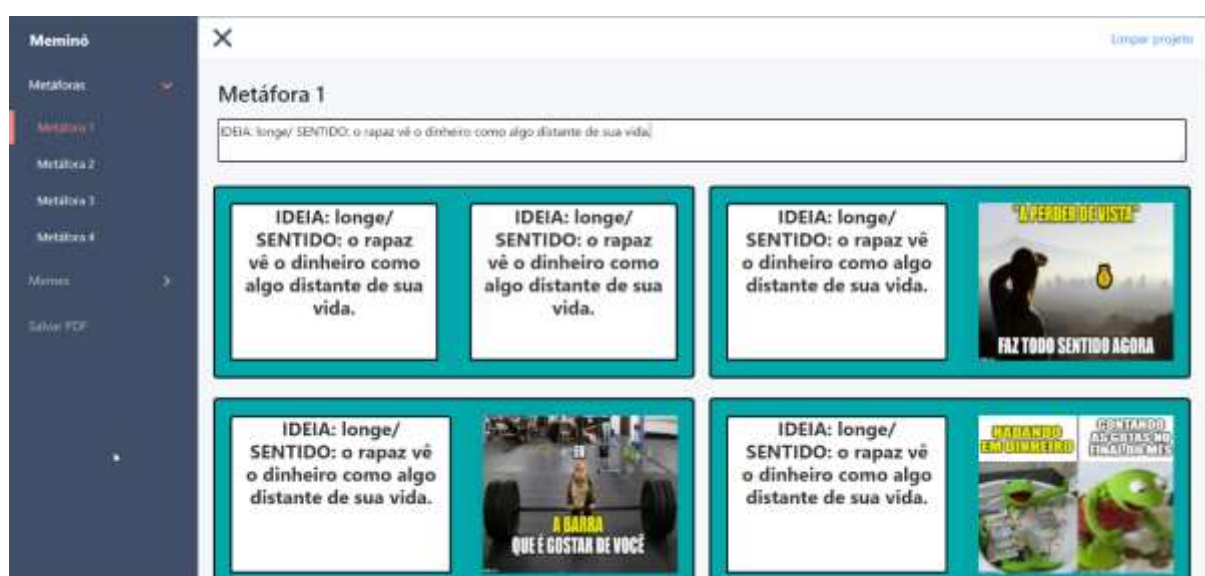 Meminó
Limpar projeto
Metáforas
Metáfora 1
Metáfora 2
Metáfora 3
Metáfora 4
Memes
Salvar PDF
Metáfora 1
IDEIA: longe/ SENTIDO: o rapaz vê o dinheiro como algo distante de sua vida.
IDEIA: longe/
SENTIDO: o rapaz
vê o dinheiro como
algo distante de sua
vida.
IDEIA: longe/
SENTIDO: o rapaz
vê o dinheiro como
algo distante de sua
vida.
IDEIA: longe/
SENTIDO: o rapaz vê
o dinheiro como algo
distante de sua vida.
"A PERDER DE VISTA"
FAZ TODO SENTIDO AGORA
IDEIA: longe/
SENTIDO: o rapaz vê
o dinheiro como algo
distante de sua vida.
A BARRA
QUE É GOSTAR DE VOCÊ
IDEIA: longe/
SENTIDO: o rapaz vê
o dinheiro como algo
distante de sua vida.
NADANDO
EM DINHEIRO
CONTANDO
AS GOTAS NO
FINAL DO MÊS